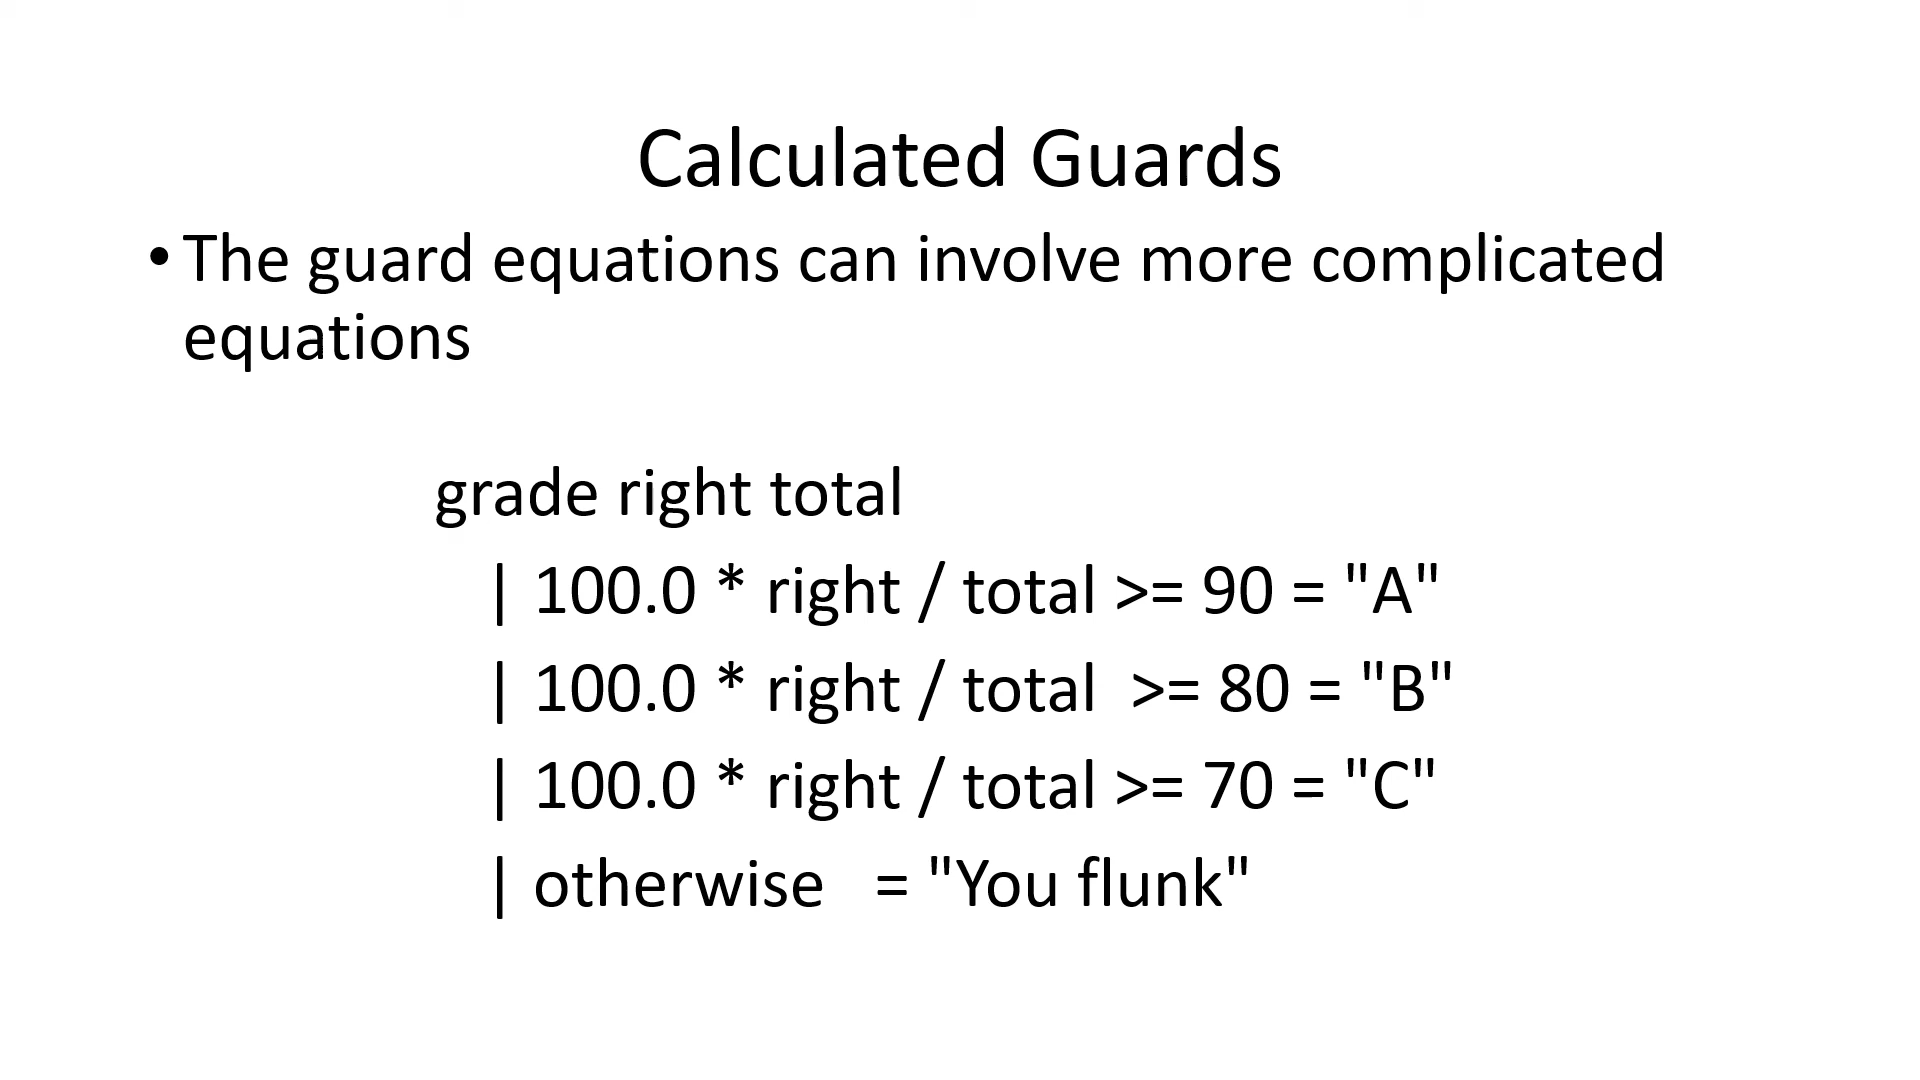 Calculated Guards
• The guard equations can involve more complicated
equations
grade right total
| 100.0 * right / total >= 90 = "A"
| 100.0 * right / total  >= 80 = "B"
| 100.0 * right / total >= 70 = "C"
| otherwise   = "You flunk"